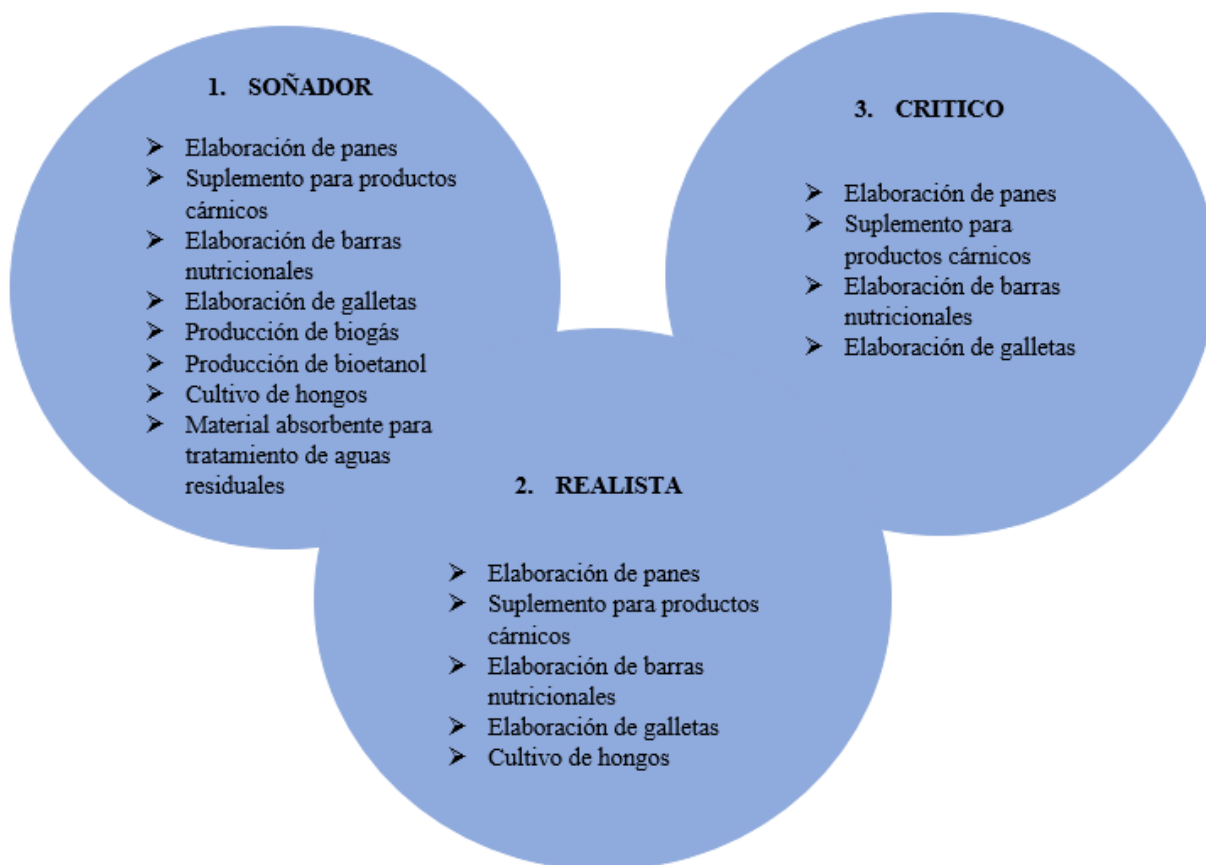 1. SOÑADOR
➢ Elaboración de panes
➢ Suplemento para productos
cárnicos
➢ Elaboración de barras
nutricionales
➢ Elaboración de galletas
➢ Producción de biogás
➢ Producción de bioetanol
➢ Cultivo de hongos
➢ Material absorbente para
tratamiento de aguas
residuales
2. REALISTA
➢ Elaboración de panes
➢ Suplemento para productos
cárnicos
➢ Elaboración de barras
nutricionales
➢ Elaboración de galletas
➢ Cultivo de hongos
3. CRITICO
➢ Elaboración de panes
➢ Suplemento para
productos cárnicos
➢ Elaboración de barras
nutricionales
➢ Elaboración de galletas